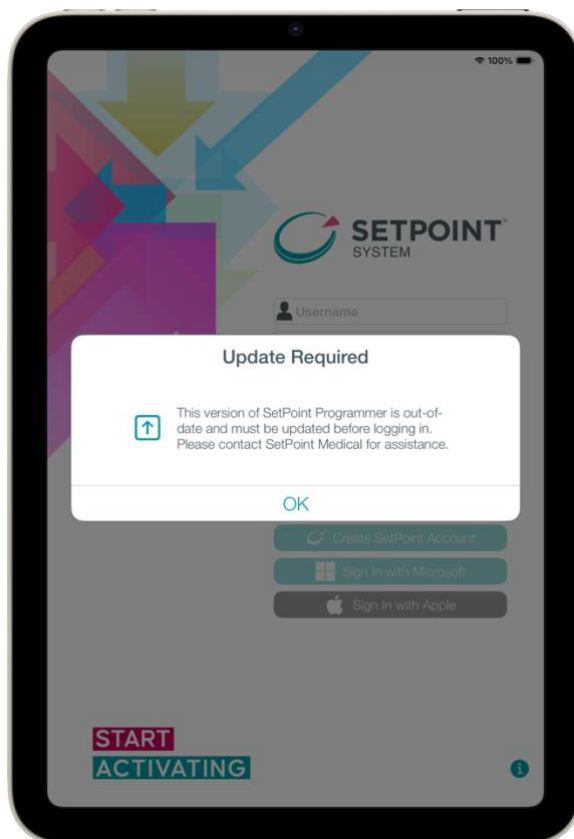 100%
SETPOINT®
SYSTEM
Username
Update Required
This version of SetPoint Programmer is out-of-
date and must be updated before logging in.
Please contact SetPoint Medical for assistance.
OK
Create SetPoint Account
Sign In with Microsoft
Sign In with Apple
START
ACTIVATING